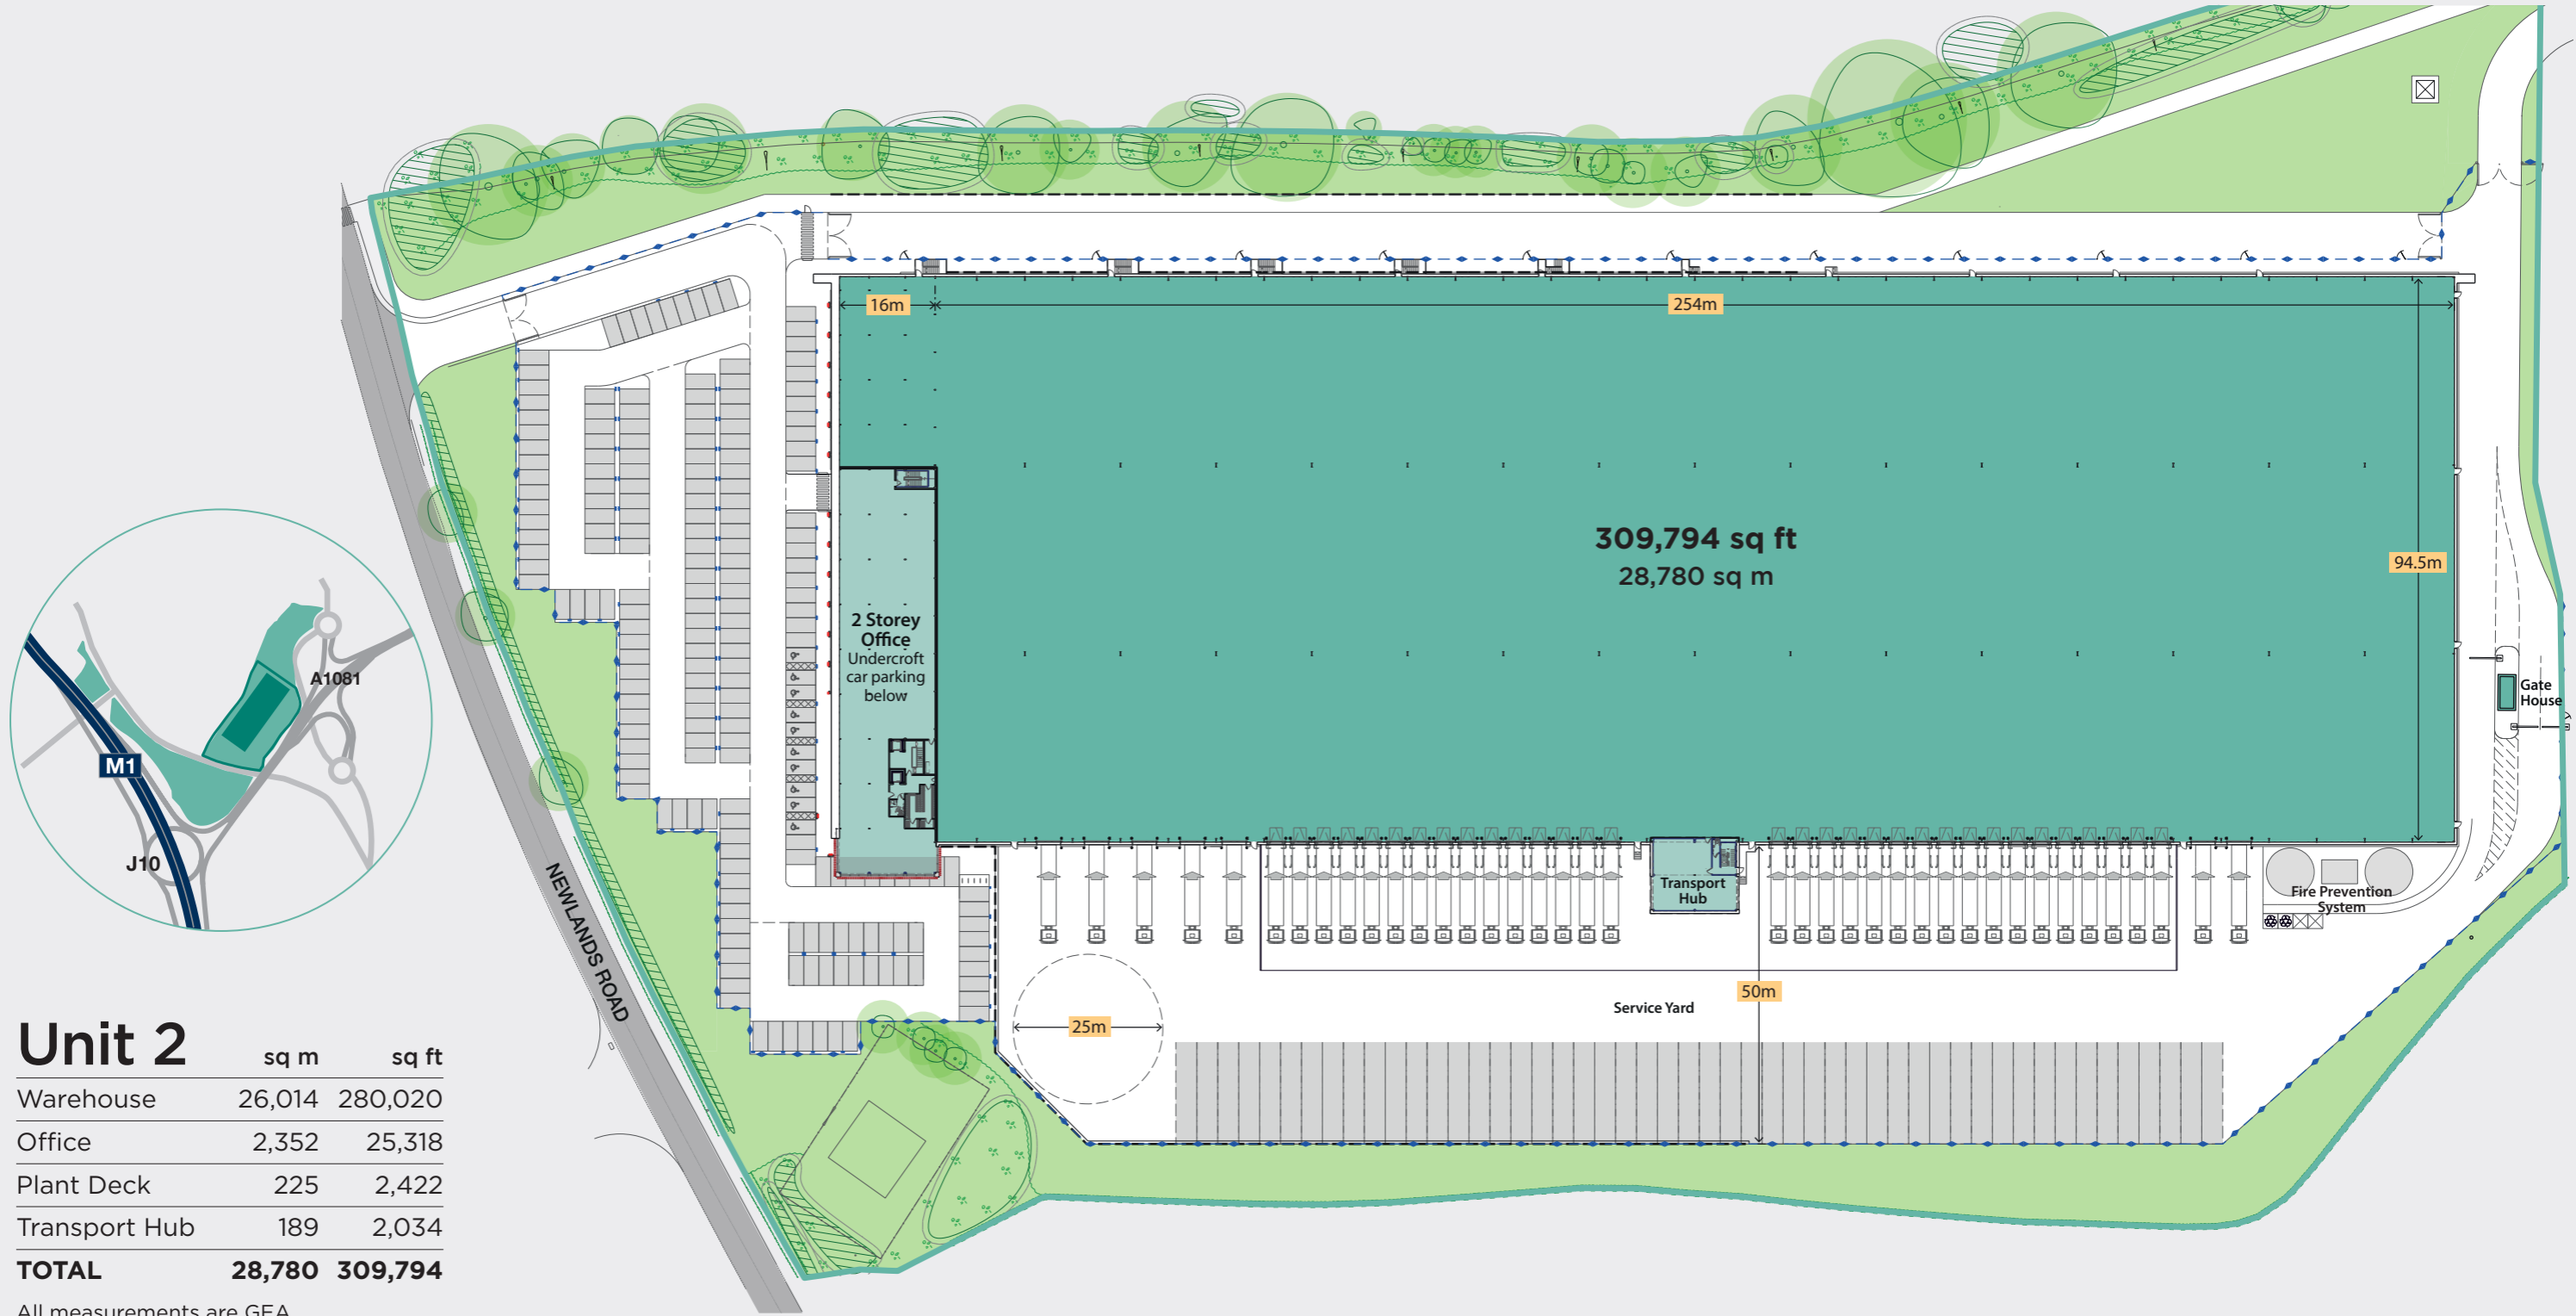 16m
254m
309,794 sq ft
28,780 sq m
94.5m
2 Storey
Office
Undercroft
car parking
below
Gate
House
A1081
M1
J10
NEWLANDS ROAD
Transport
Hub
Fire Prevention
System
50m
Service Yard
25m
Unit 2 sq m sq ft
Warehouse 26,014 280,020
Office 2,352 25,318
Plant Deck 225 2,422
Transport Hub 189 2,034
TOTAL 28,780 309,794
All measurements are GEA